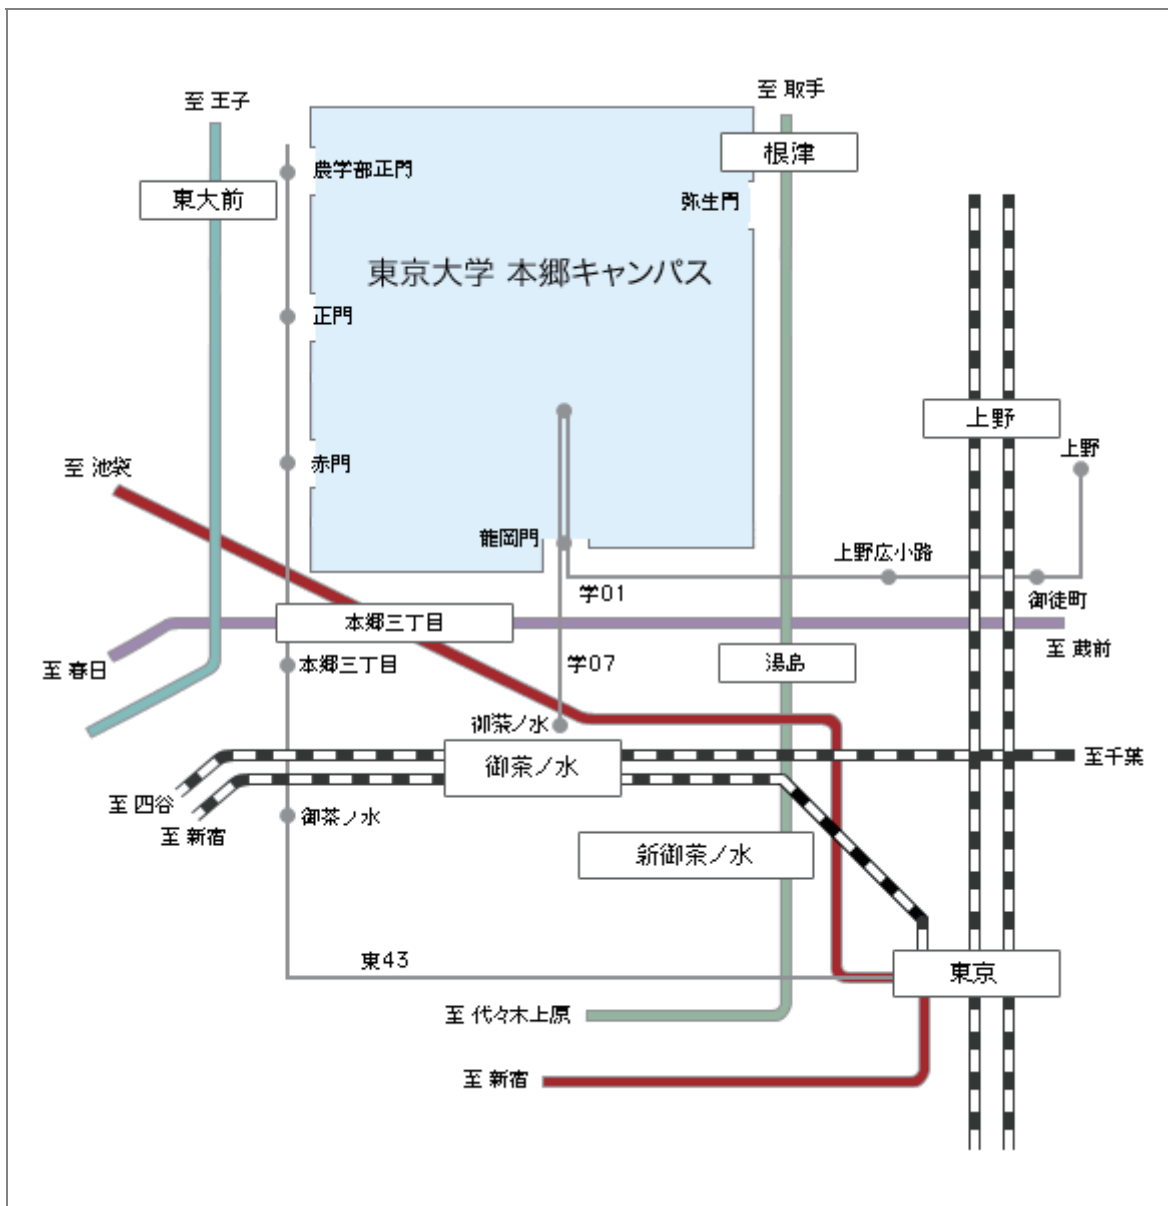 至 王子
至 取手
根津
農学部正門
東大前
弥生門
東京大学 本郷キャンパス
正門
上野
上野
至 池袋
赤門
龍岡門
上野広小路
学01
御徒町
本郷三丁目
至 蔵前
至 春日
本郷三丁目
学07
湯島
御茶ノ水
御茶ノ水
至千葉
至 四谷
至 新宿
御茶ノ水
新御茶ノ水
東43
東京
至 代々木上原
至 新宿